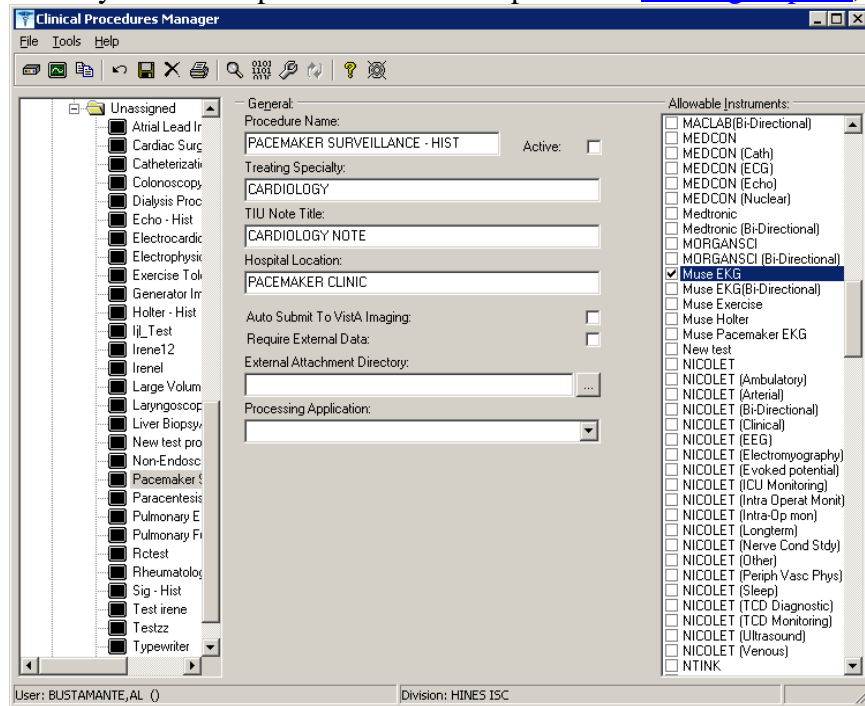 Clinical Procedures Manager
File Tools Help
Unassigned
Atrial Lead Ir
Cardiac Surg
Catheterizati
Colonoscopy
Dialysis Proc
Echo - Hist
Electrocardic
Electrophysic
Exercise Tole
Generator Im
Holter - Hist
Ijl_Test
Irene12
Irenel
Large Volum
Laryngoscop
Liver Biopsy
New test pro
Non-Endosc
Pacemaker S
Paracentesis
Pulmonary E
Pulmonary Fu
Rctest
Rheumatolog
Sig - Hist
Test irene
Testzz
Typewriter
General:
Procedure Name:
PACEMAKER SURVEILLANCE - HIST
Active:
Treating Specialty:
CARDIOLOGY
TIU Note Title:
CARDIOLOGY NOTE
Hospital Location:
PACEMAKER CLINIC
Auto Submit To VistA Imaging:
Require External Data:
External Attachment Directory:
...
Processing Application:
Allowable Instruments:
MACLAB(Bi-Directional)
MEDCON
MEDCON (Cath)
MEDCON (ECG)
MEDCON (Echo)
MEDCON (Nuclear)
Medtronic
Medtronic (Bi-Directional)
MORGANSCI
MORGANSCI (Bi-Directional)
Muse EKG
Muse EKG(Bi-Directional)
Muse Exercise
Muse Holter
Muse Pacemaker EKG
New test
NICOLET
NICOLET (Ambulatory)
NICOLET (Arterial)
NICOLET (Bi-Directional)
NICOLET (Clinical)
NICOLET (EEG)
NICOLET (Electromyography)
NICOLET (Evoked potential)
NICOLET (ICU Monitoring)
NICOLET (Intra Operat Monit)
NICOLET (Intra-Op mon)
NICOLET (Longterm)
NICOLET (Nerve Cond Stdy)
NICOLET (Other)
NICOLET (Periph Vasc Phys)
NICOLET (Sleep)
NICOLET (TCD Diagnostic)
NICOLET (TCD Monitoring)
NICOLET (Ultrasound)
NICOLET (Venous)
NTINK
User: BUSTAMANTE,AL ()
Division: HINES ISC